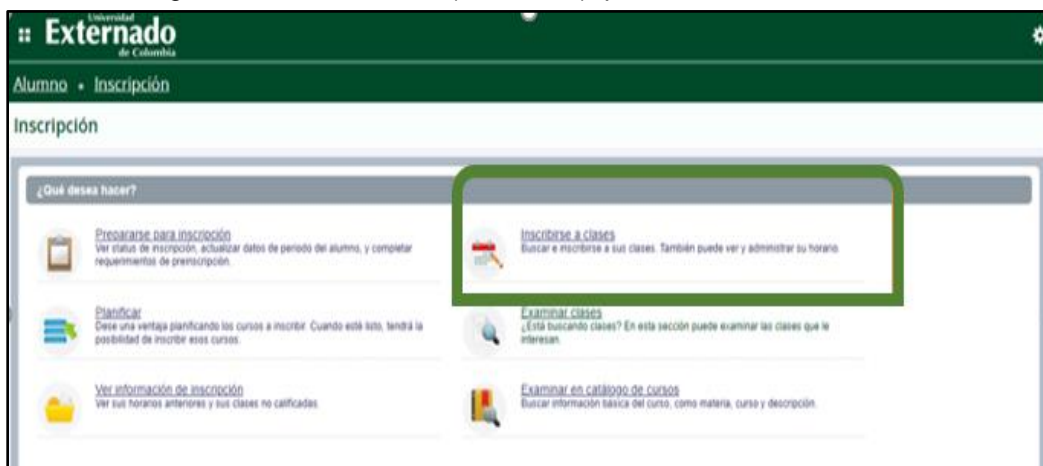 Universidad
Externado
de Colombia
Alumno • Inscripción
Inscripción
¿Qué desea hacer?
Prepararse para inscripción
Ver status de inscripción, actualizar datos de periodo del alumno, y completar
requerimientos de preinscripción.
Inscribirse a clases
Buscar e inscribirse a sus clases. También puede ver y administrar su horario.
Planificar
Dese una ventaja planificando los cursos a inscribir. Cuando esté listo, tendrá la
posibilidad de inscribir esos cursos.
Examinar clases
¿Está buscando clases? En esta sección puede examinar las clases que le
interesan.
Ver información de inscripción
Ver sus horarios anteriores y sus clases no calificadas.
Examinar en catálogo de cursos
Buscar información básica del curso, como materia, curso y descripción.